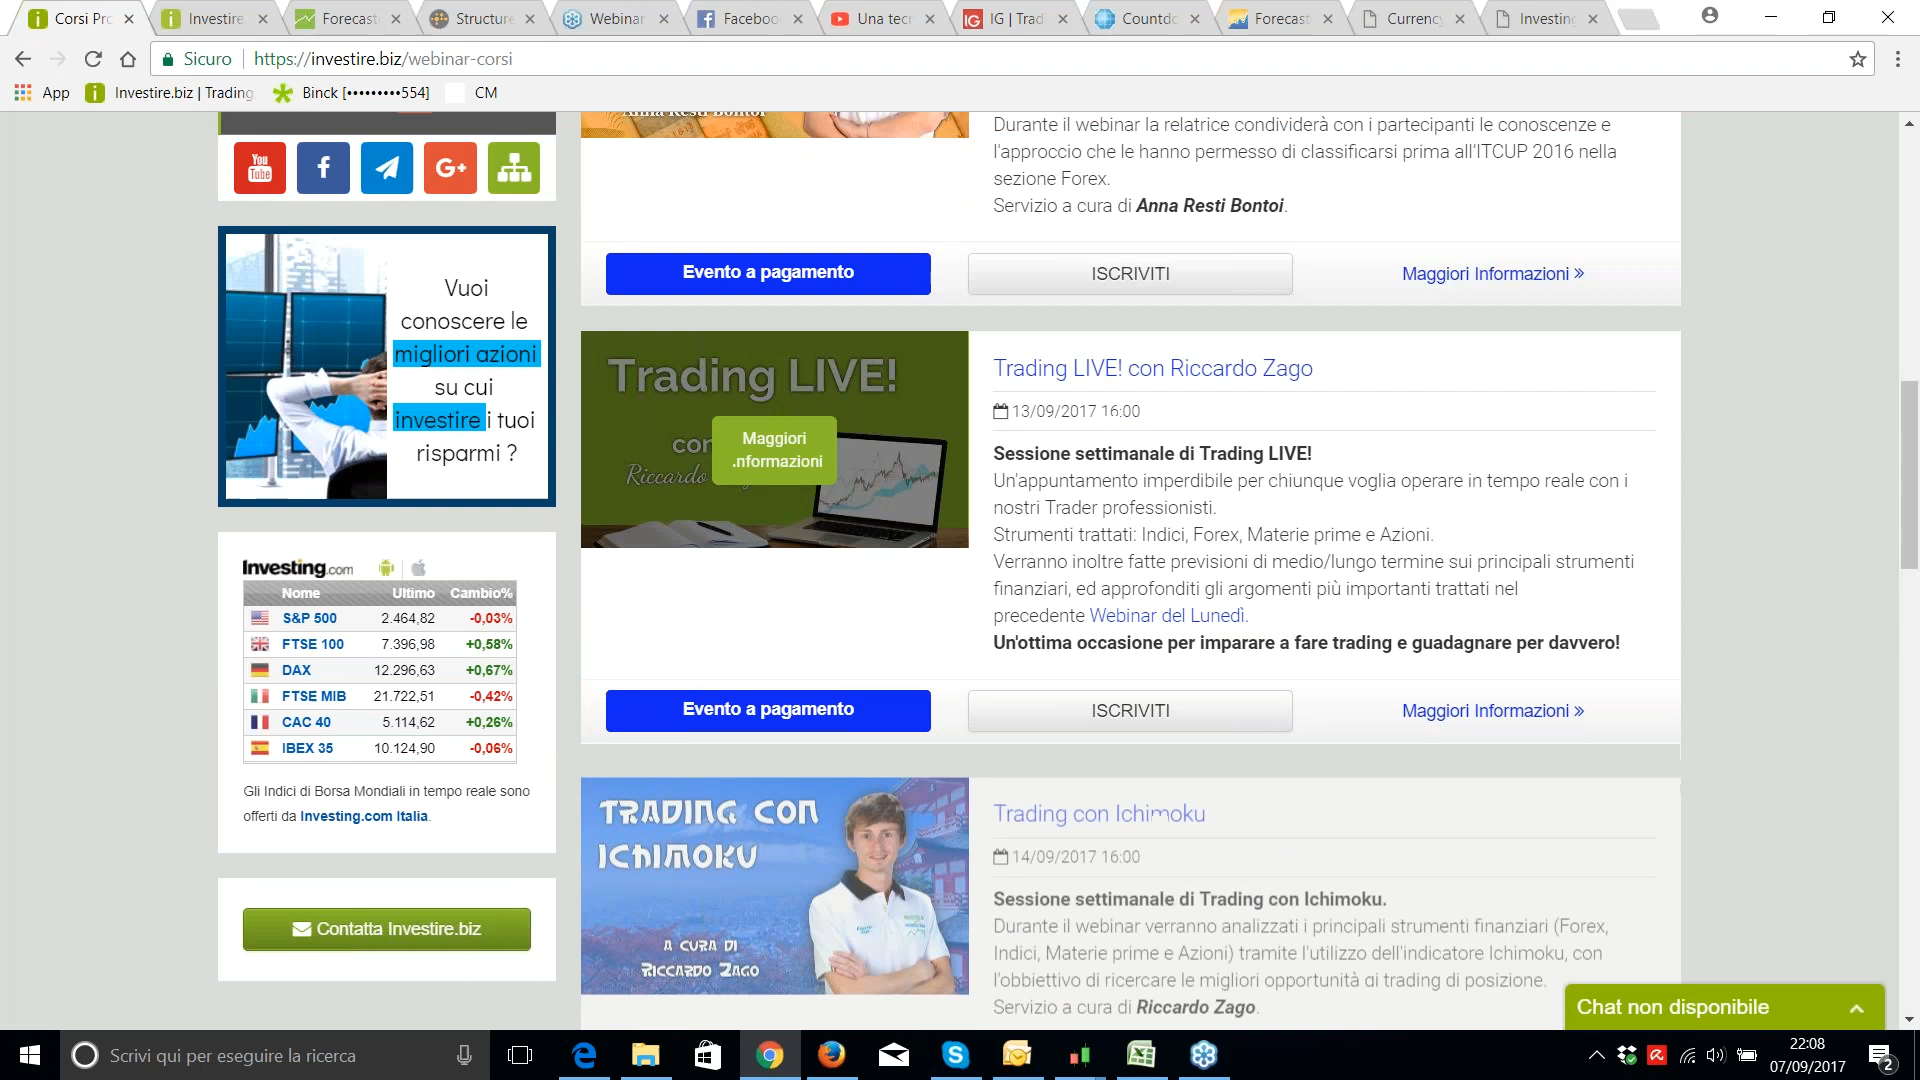 Corsi Pro
Investire.
Forecast
Structure
Webinar
Faceboo
Una tecn
IG | Trad
Countdo
Forecast
Currency
Investing
Sicuro
https://investire.biz/webinar-corsi
App
Investire.biz | Trading
Binck [•••••••••554]
CM
You
Tube
Vuoi
conoscere le
migliori azioni
su cui
investire i tuoi
risparmi ?
Investing.com
Nome Ultimo Cambio%
S&P 500 2.464,82 -0,03%
FTSE 100 7.396,98 +0,58%
DAX 12.296,63 +0,67%
FTSE MIB 21.722,51 -0,42%
CAC 40 5.114,62 +0,26%
IBEX 35 10.124,90 -0,06%
Gli Indici di Borsa Mondiali in tempo reale sono
offerti da Investing.com Italia.
Contatta Investire.biz
Anna Resti Bontoi
Durante il webinar la relatrice condividerà con i partecipanti le conoscenze e
l'approccio che le hanno permesso di classificarsi prima all'ITCUP 2016 nella
sezione Forex.
Servizio a cura di Anna Resti Bontoi.
Evento a pagamento
ISCRIVITI
Maggiori Informazioni »
Trading LIVE!
con
Riccardo
Maggiori
.nformazioni
Trading LIVE! con Riccardo Zago
13/09/2017 16:00
Sessione settimanale di Trading LIVE!
Un'appuntamento imperdibile per chiunque voglia operare in tempo reale con i
nostri Trader professionisti.
Strumenti trattati: Indici, Forex, Materie prime e Azioni.
Verranno inoltre fatte previsioni di medio/lungo termine sui principali strumenti
finanziari, ed approfonditi gli argomenti più importanti trattati nel
precedente Webinar del Lunedì.
Un'ottima occasione per imparare a fare trading e guadagnare per davvero!
Evento a pagamento
ISCRIVITI
Maggiori Informazioni »
TRADING CON
ICHIMOKU
A CURA DI
RICCARDO ZAGO
Trading con Ichimoku
14/09/2017 16:00
Sessione settimanale di Trading con Ichimoku.
Durante il webinar verranno analizzati i principali strumenti finanziari (Forex,
Indici, Materie prime e Azioni) tramite l'utilizzo dell'indicatore Ichimoku, con
l'obbiettivo di ricercare le migliori opportunità di trading di posizione.
Servizio a cura di Riccardo Zago.
Chat non disponibile
Scrivi qui per eseguire la ricerca
22:08
07/09/2017
2